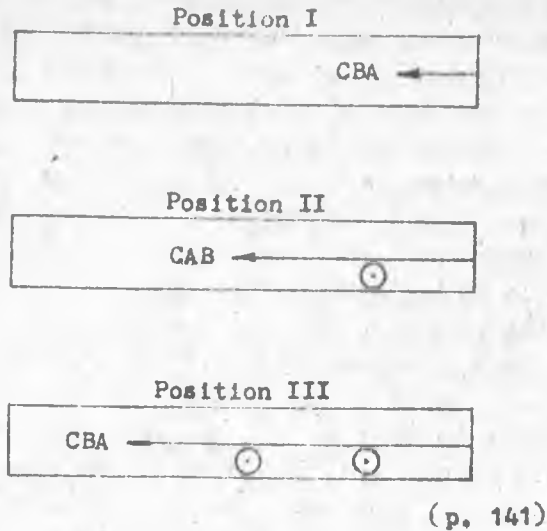 Position I
CBA
Position II
CAB
Position III
CBA
(p. 141)